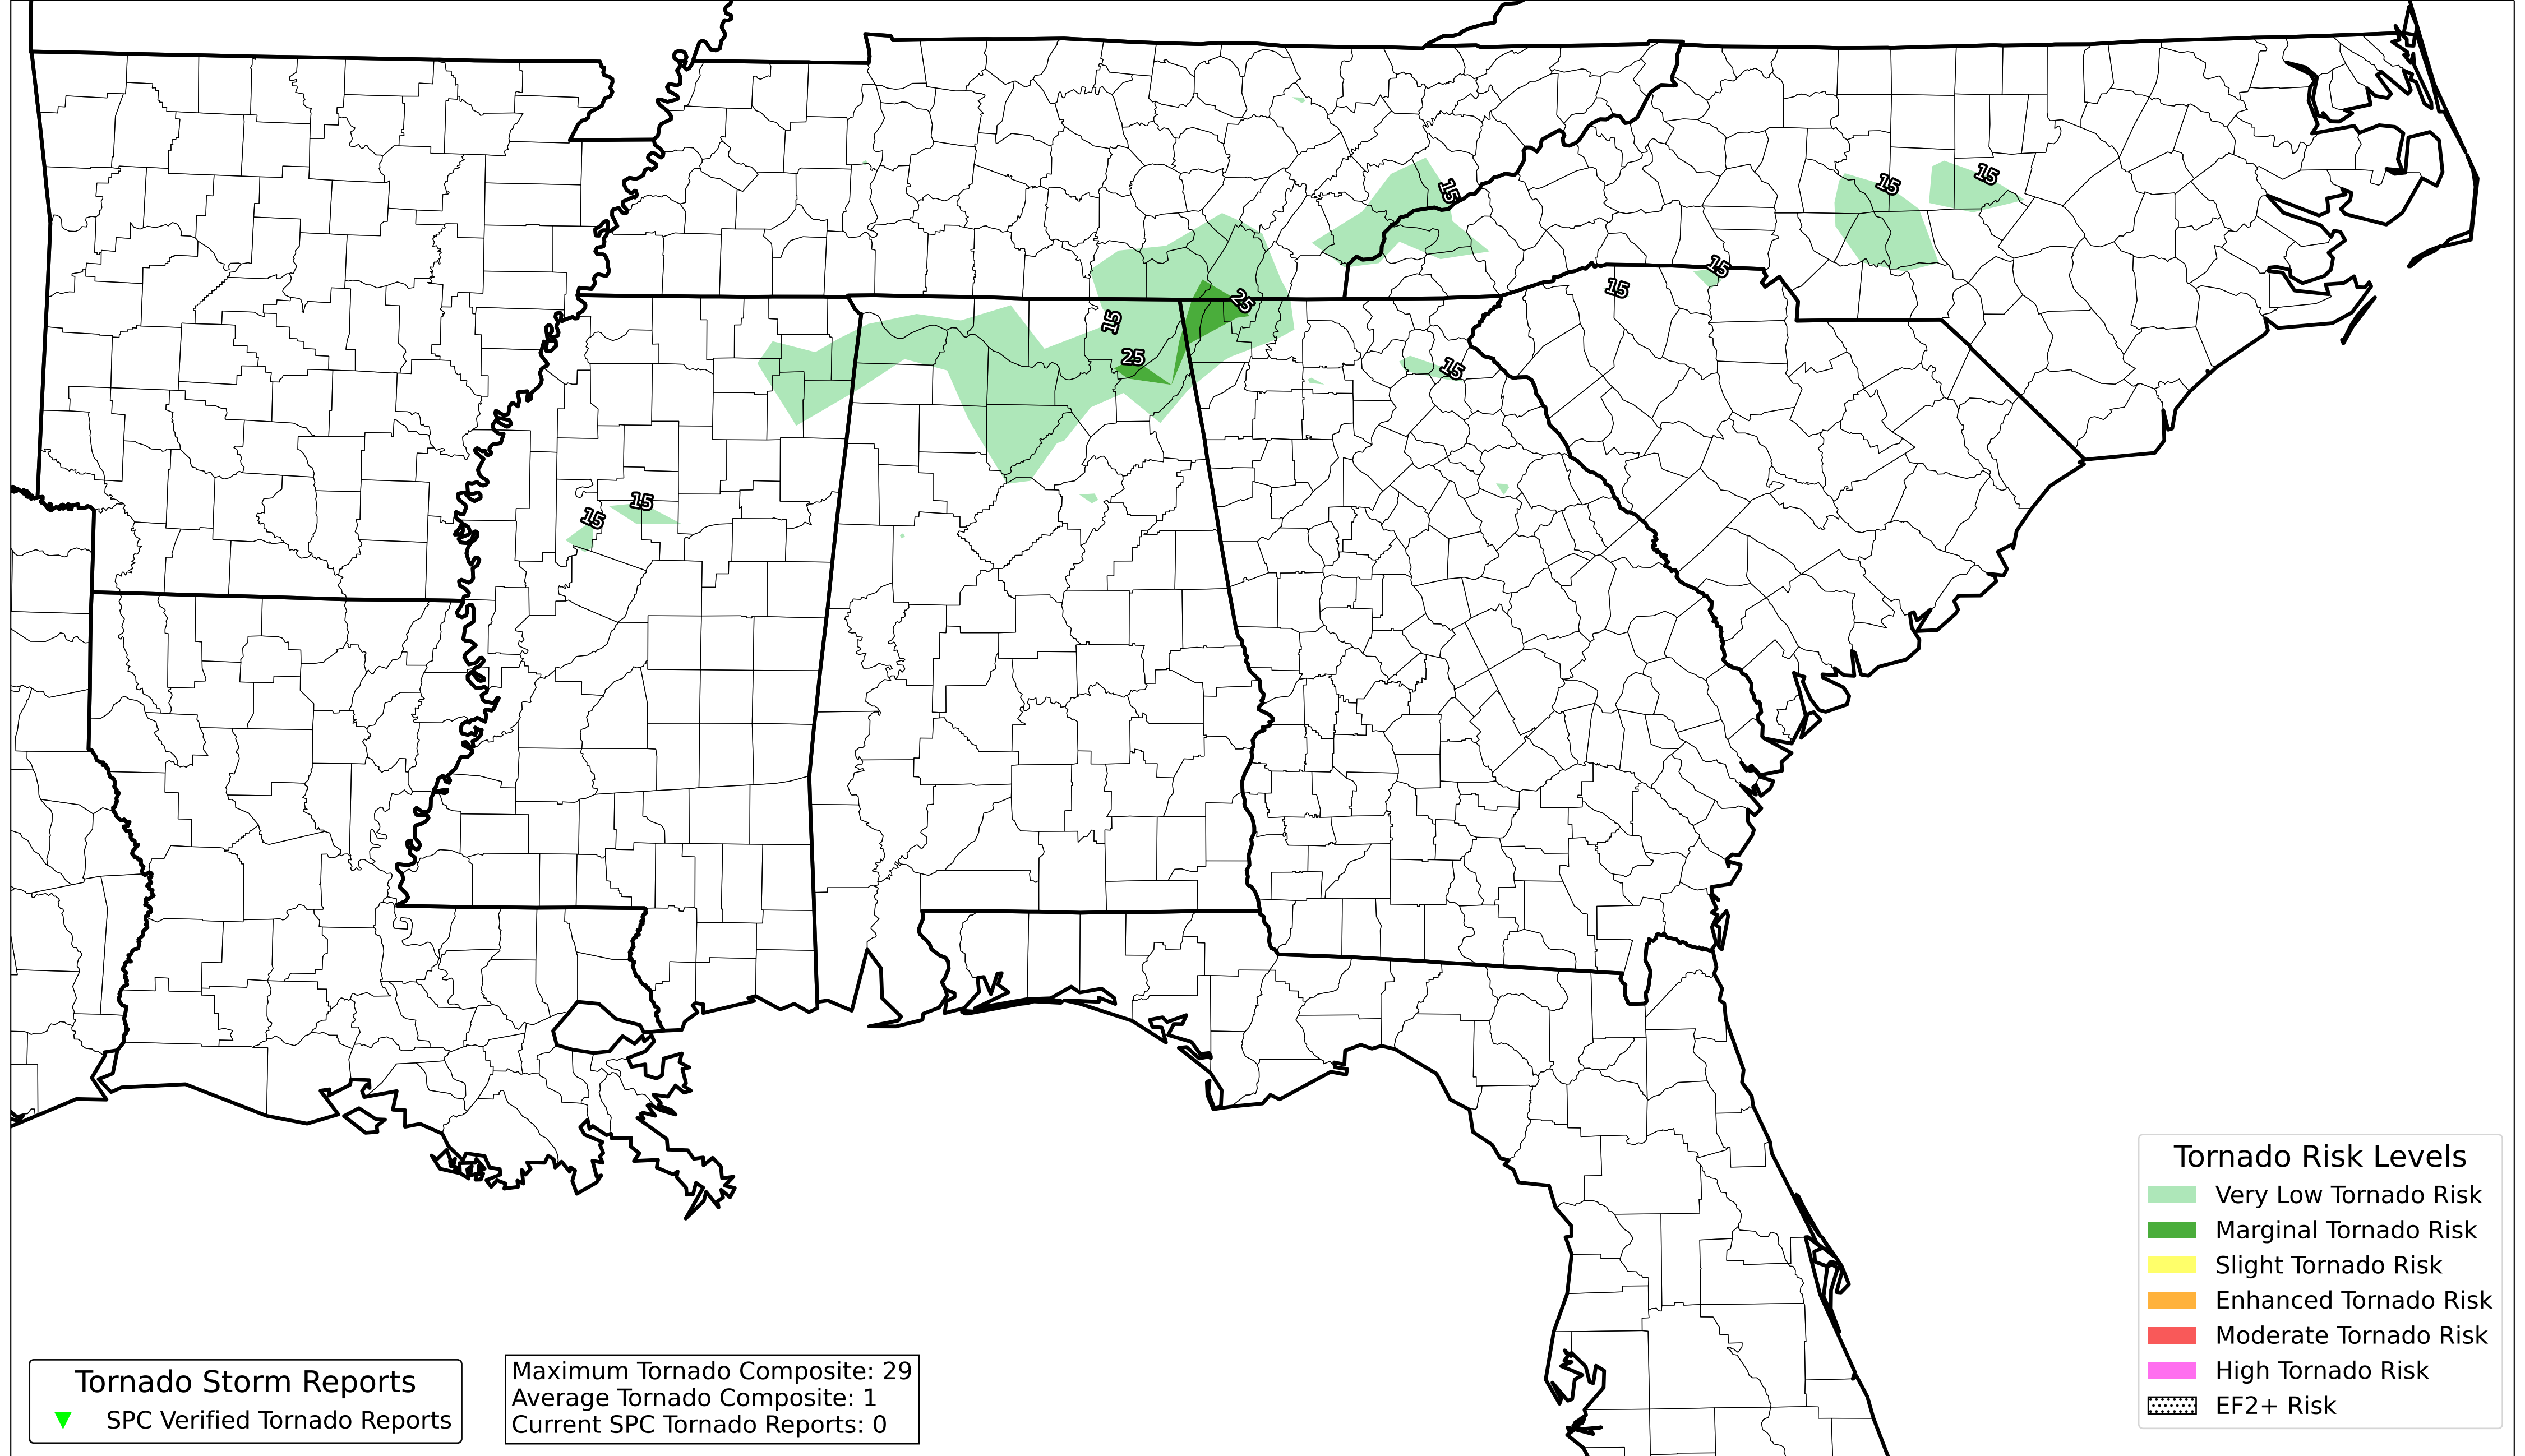 15
15
15
15
15
25
15
25
15
15
15
Tornado Risk Levels
Very Low Tornado Risk
Marginal Tornado Risk
Slight Tornado Risk
Enhanced Tornado Risk
Moderate Tornado Risk
High Tornado Risk
EF2+ Risk
Tornado Storm Reports
SPC Verified Tornado Reports
Maximum Tornado Composite: 29
Average Tornado Composite: 1
Current SPC Tornado Reports: 0